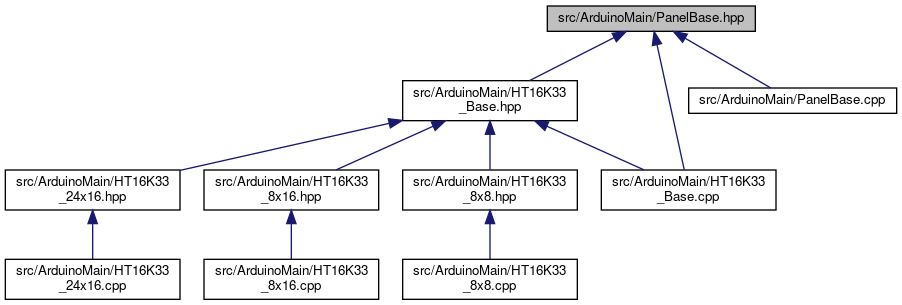 src/ArduinoMain/PanelBase.hpp
src/ArduinoMain/HT16K33
_Base.hpp
src/ArduinoMain/PanelBase.cpp
src/ArduinoMain/HT16K33
_24x16.hpp
src/ArduinoMain/HT16K33
_8x16.hpp
src/ArduinoMain/HT16K33
_8x8.hpp
src/ArduinoMain/HT16K33
_Base.cpp
src/ArduinoMain/HT16K33
_24x16.cpp
src/ArduinoMain/HT16K33
_8x16.cpp
src/ArduinoMain/HT16K33
_8x8.cpp